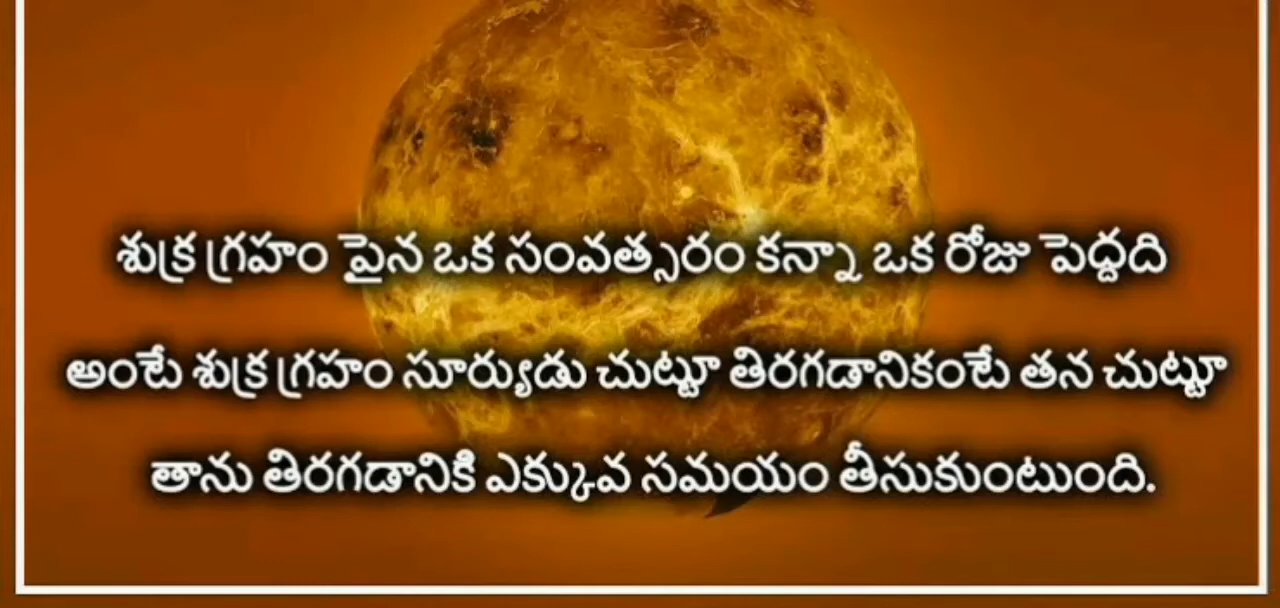 శుక్ర గ్రహం పైన ఒక సంవత్సరం కన్నా ఒక రోజు పెద్దది
అంటే శుక్ర గ్రహం సూర్యుడు చుట్టూ తిరగడానికంటే తన చుట్టూ
తాను తిరగడానికి ఎక్కువ సమయం తీసుకుంటుంది.